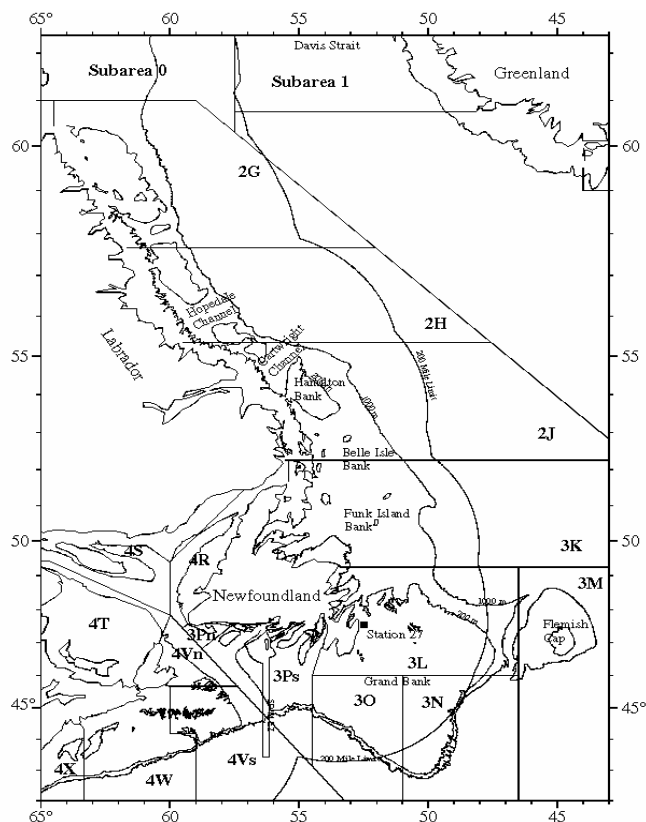 65° 60 55 50 45
Davis Strait
Subarea 0
Subarea 1
Greenland
60
60
2G
Hopedale
Channel
2H
Cartwright
Channel
Labrador
55
55
200 Mile Limit
Hamilton
Bank
1000 m
2J
Belle Isle
Bank
Funk Island
Bank
50
50
4S
4R
3K
3M
Newfoundland
1000 m
200 m
4T
3Pn
Station 27
Flemish
Cap
4Vn
3L
3Ps
Grand Bank
3O
3N
45°
45°
4X
4W
4Vs
200 Mile Limit
65° 60 55 50 45